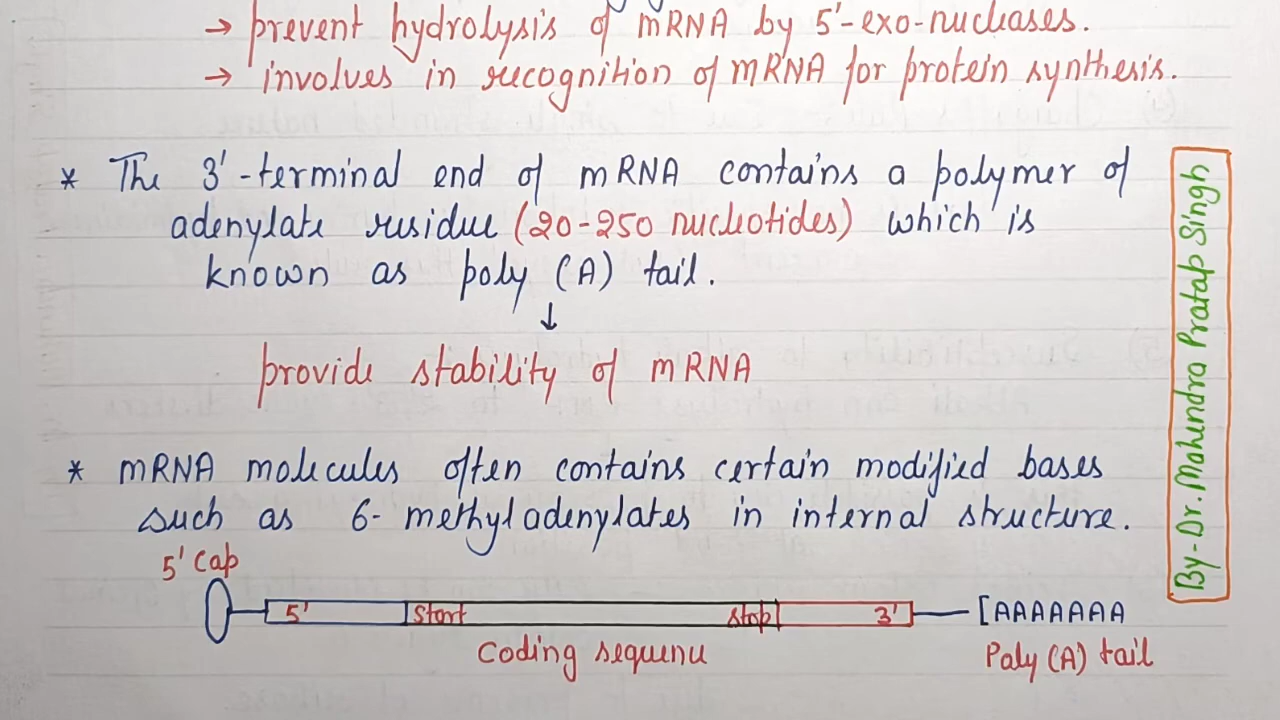 → prevent hydrolysis of mRNA by 5'-exo-nucleases.
→ involves in recognition of mRNA for protein synthesis.
* The 3'-terminal end of mRNA contains a polymer of
adenylate residue (20-250 nucleotides) which is
known as poly (A) tail.
↓
provide stability of mRNA
* mRNA molecules often contains certain modified bases
such as 6-methyladenylates in internal structure.
5' Cap
5' Start Stop 3' [AAAAAAA
Coding sequence
Poly (A) tail
By-Dr. Mahendra Pratap Singh